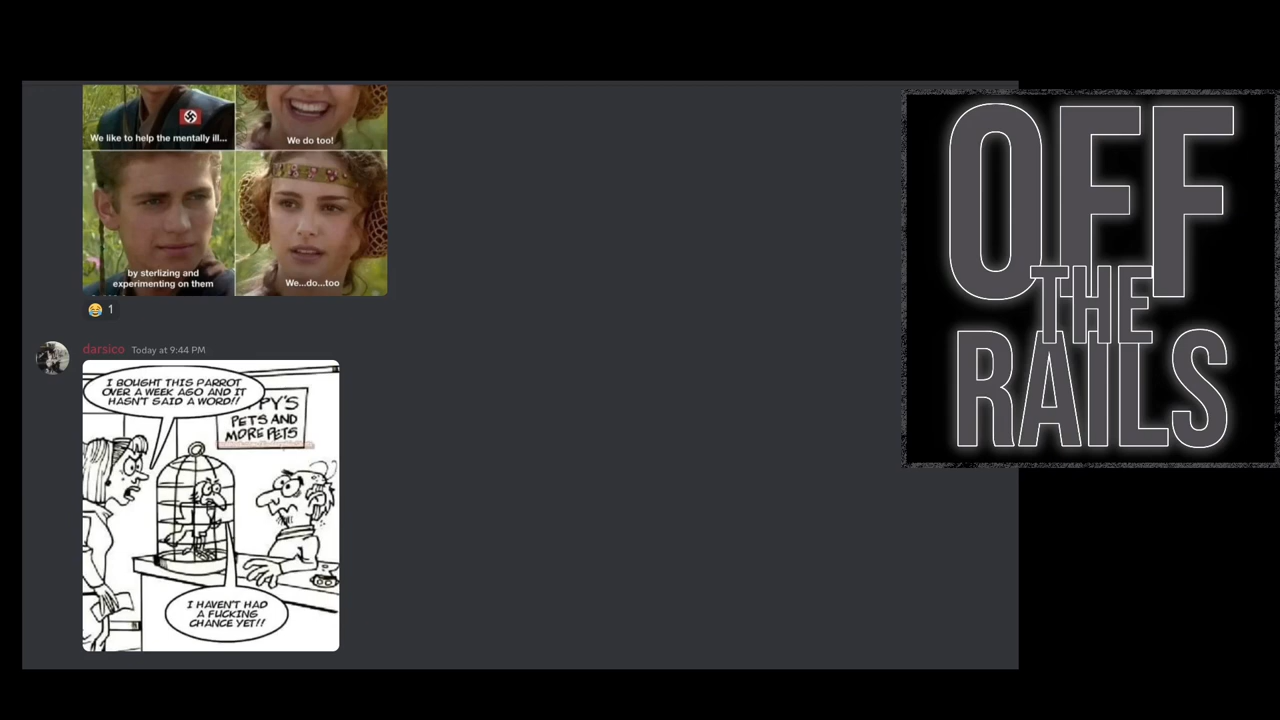 We like to help the mentally ill...
We do too!
by sterlizing and
experimenting on them
We...do...too
1
darsico Today at 9:44 PM
I BOUGHT THIS PARROT
OVER A WEEK AGO AND IT
HASN'T SAID A WORD!!
PPY'S
PETS AND
MORE PETS
I HAVEN'T HAD
A FUCKING
CHANCE YET!!
OFF
THE
RAILS